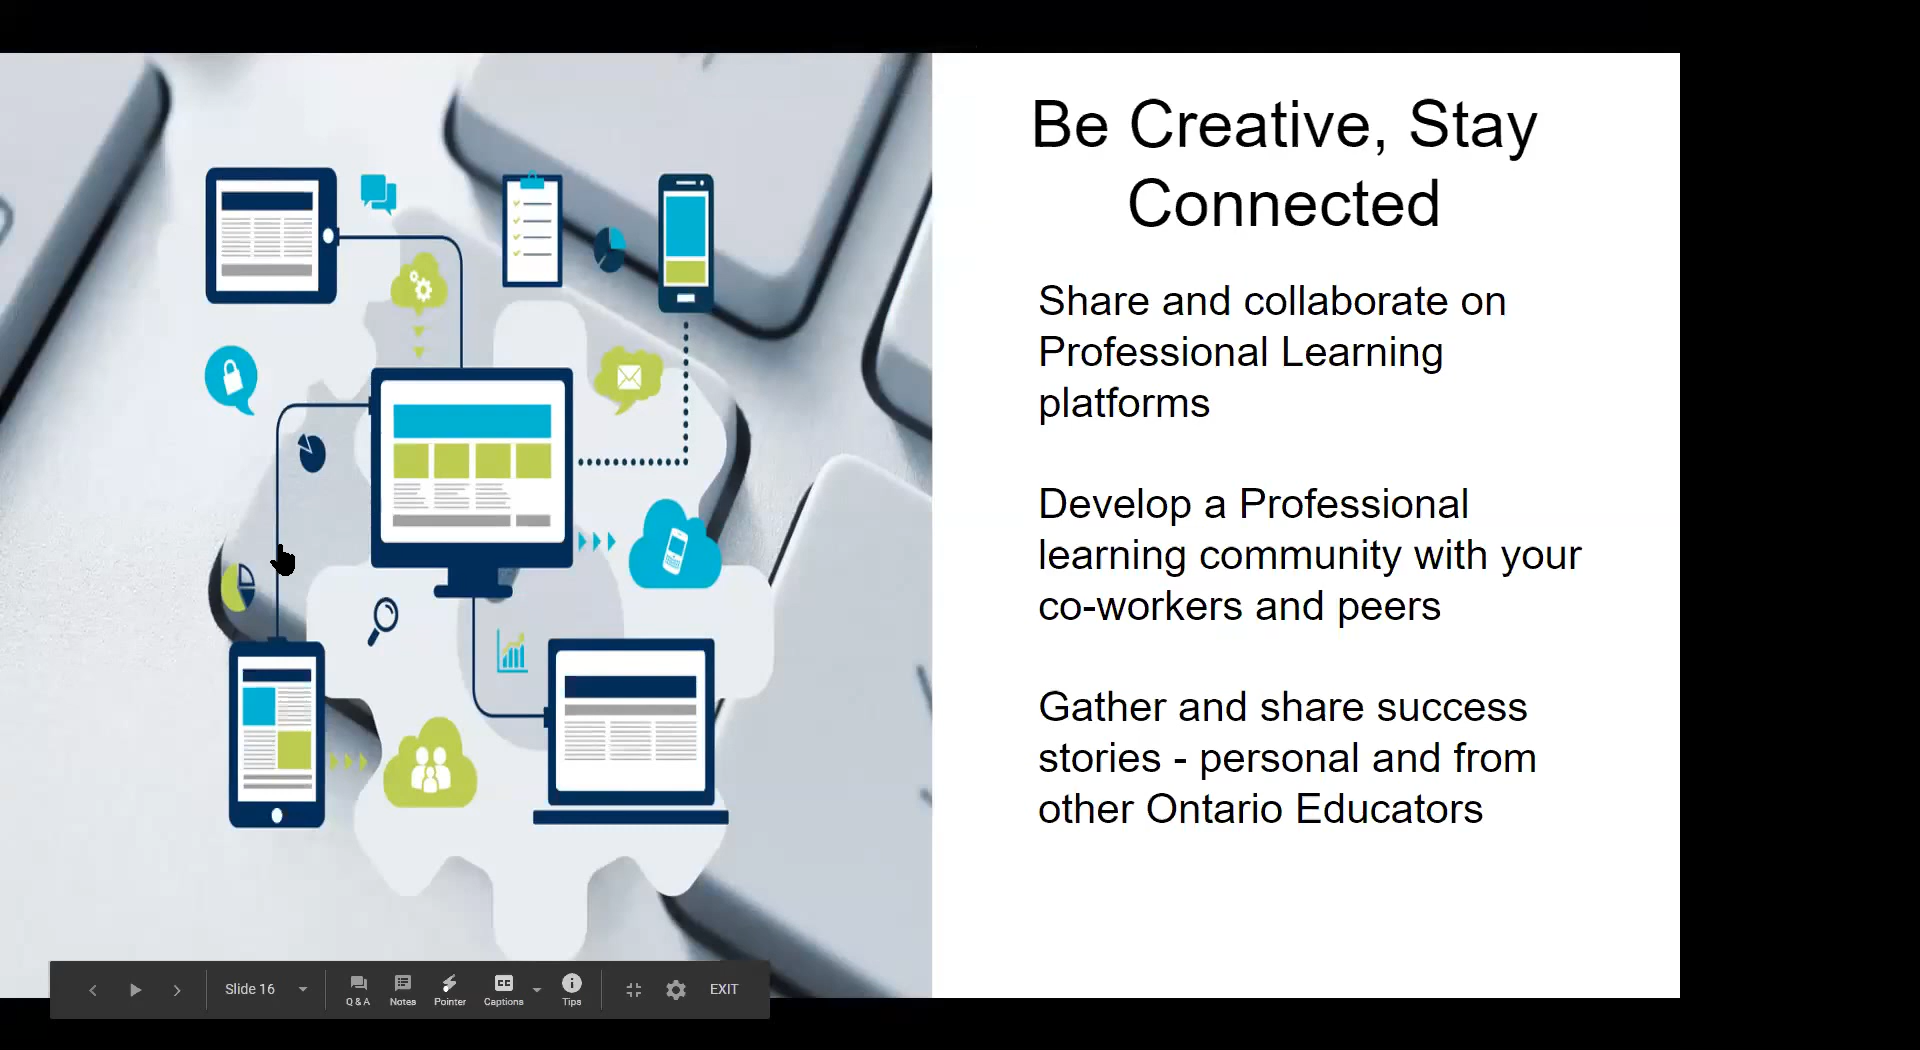 Be Creative, Stay
Connected
Share and collaborate on
Professional Learning
platforms
Develop a Professional
learning community with your
co-workers and peers
Gather and share success
stories - personal and from
other Ontario Educators
Slide 16
Q & A
Notes
Pointer
CC
Captions
Tips
EXIT